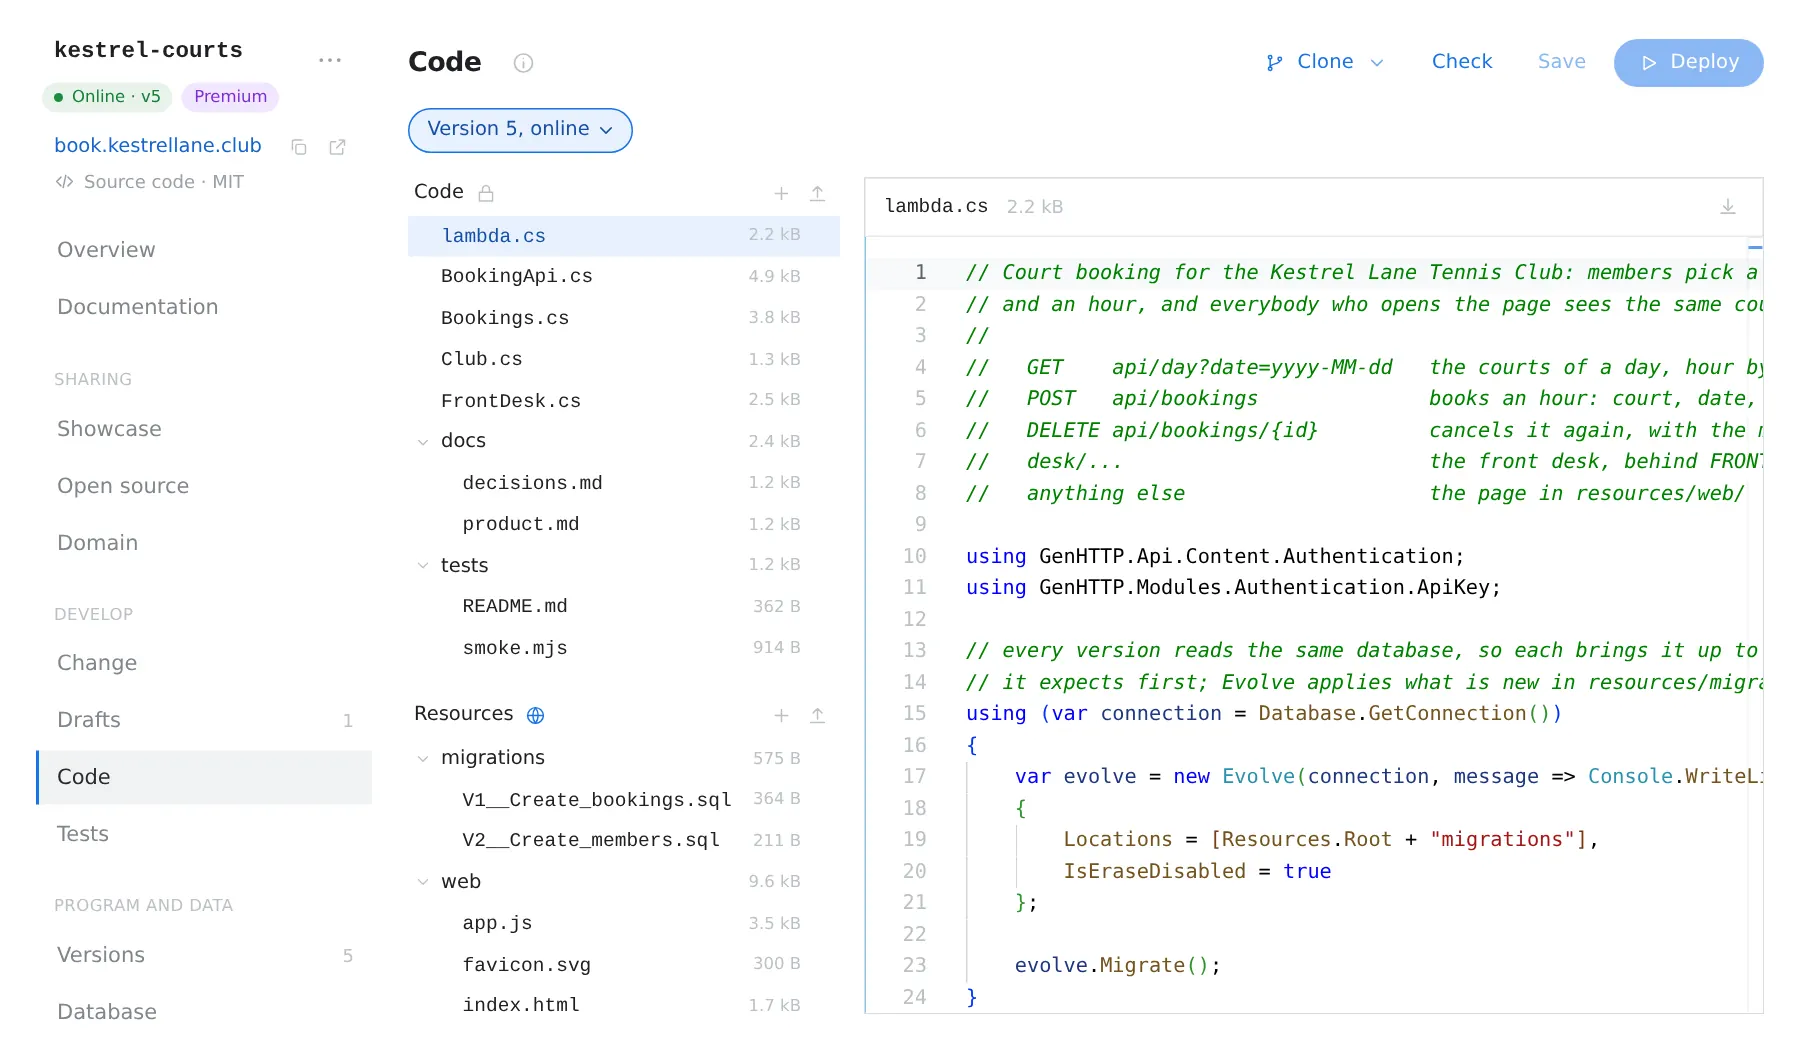 kestrel-courts
Online · v5
Premium
book.kestrellane.club
Source code · MIT
Overview
Documentation
SHARING
Showcase
Open source
Domain
DEVELOP
Change
Drafts 1
Code
Tests
PROGRAM AND DATA
Versions 5
Database
Code
Clone
Check
Save
Deploy
Version 5, online
Code
lambda.cs 2.2 kB
BookingApi.cs 4.9 kB
Bookings.cs 3.8 kB
Club.cs 1.3 kB
FrontDesk.cs 2.5 kB
docs 2.4 kB
decisions.md 1.2 kB
product.md 1.2 kB
tests 1.2 kB
README.md 362 B
smoke.mjs 914 B
Resources
migrations 575 B
V1__Create_bookings.sql 364 B
V2__Create_members.sql 211 B
web 9.6 kB
app.js 3.5 kB
favicon.svg 300 B
index.html 1.7 kB
lambda.cs 2.2 kB
1 // Court booking for the Kestrel Lane Tennis Club: members pick a
2 // and an hour, and everybody who opens the page sees the same
3 //
4 //   GET    api/day?date=yyyy-MM-dd   the courts of a day, hour by
5 //   POST   api/bookings              books an hour: court, date,
6 //   DELETE api/bookings/{id}         cancels it again, with the
7 //   desk/...                         the front desk, behind FRONT
8 //   anything else                    the page in resources/web/
9
10 using GenHTTP.Api.Content.Authentication;
11 using GenHTTP.Modules.Authentication.ApiKey;
12
13 // every version reads the same database, so each brings it up to
14 // it expects first; Evolve applies what is new in resources/migra
15 using (var connection = Database.GetConnection())
16 {
17     var evolve = new Evolve(connection, message => Console.WriteLi
18     {
19         Locations = [Resources.Root + "migrations"],
20         IsEraseDisabled = true
21     };
22
23     evolve.Migrate();
24 }